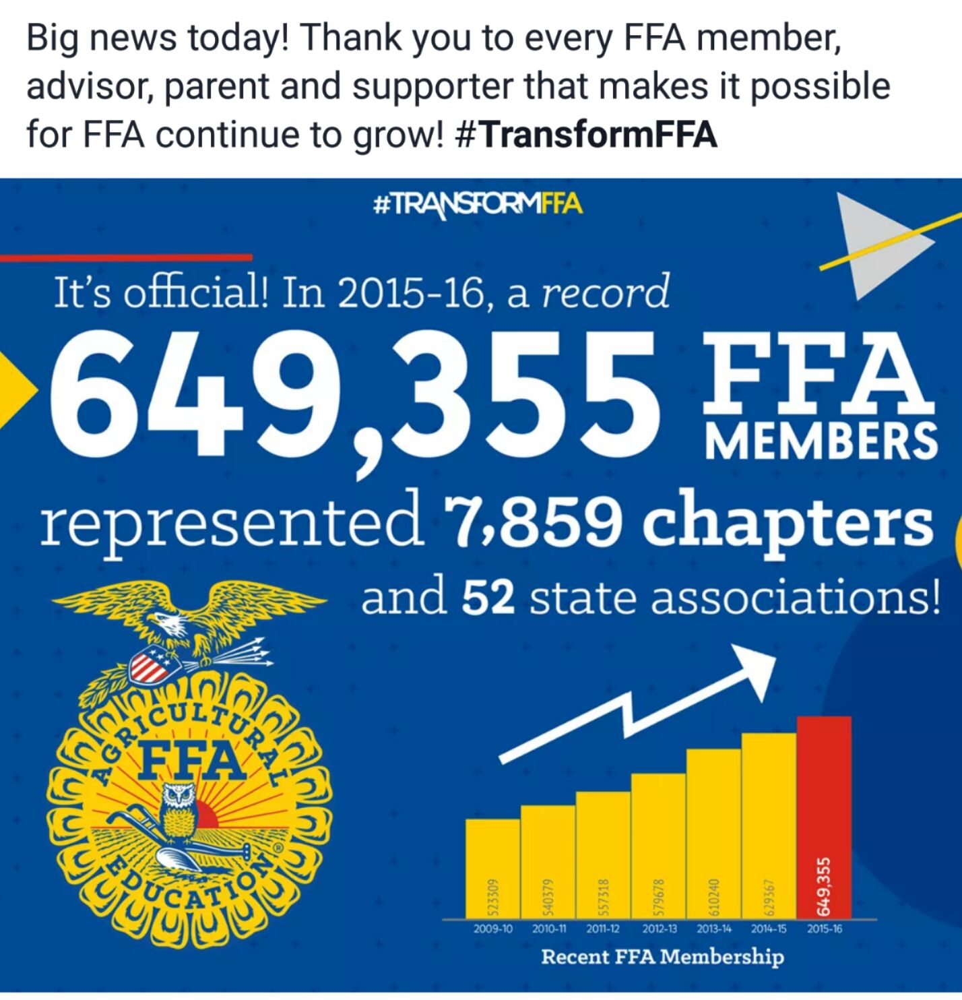 Big news today! Thank you to every FFA member,
advisor, parent and supporter that makes it possible
for FFA continue to grow! #TransformFFA
#TRANSFORMFFA
It's official! In 2015-16, a record
649,355 FFA
MEMBERS
represented 7,859 chapters
and 52 state associations!
AGRICULTURAL
FFA
EDUCATION®
523309
540379
557318
579678
610240
629367
649,355
2009-10 2010-11 2011-12 2012-13 2013-14 2014-15 2015-16
Recent FFA Membership